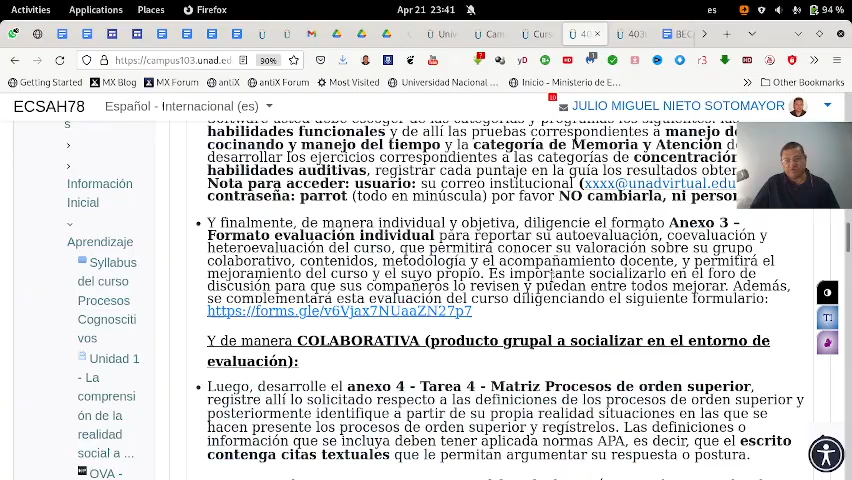 Activities Places Firefox Apr 21 23:41 es 94 %
Univ Cam Curs 40 403 BEC
https://campus103.unad.ed 90%
Getting Started MX Blog MX Forum antiX antiX Forum Most Visited Universidad Nacional ... Inicio - Ministerio de E Other Bookmarks
ECSAH78 Español - Internacional (es) 10 JULIO MIGUEL NIETO SOTOMAYOR
s
Información
Inicial
Aprendizaje
Syllabus
del curso
Procesos
Cognosciti
vos
Unidad 1
- La
comprensi
ón de la
realidad
social a ...
OVA -
habilidades funcionales y de allí las pruebas correspondientes a manejo de
cocinando y manejo del tiempo y la categoría de Memoria y Atención de
desarrollar los ejercicios correspondientes a las categorías de concentración
habilidades auditivas, registrar cada puntaje en la guía los resultados obten
Nota para acceder: usuario: su correo institucional (xxxx@unadvirtual.edu
contraseña: parrot (todo en minúscula) por favor NO cambiarla, ni person
• Y finalmente, de manera individual y objetiva, diligencie el formato Anexo 3 –
Formato evaluación individual para reportar su autoevaluación, coevaluación y
heteroevaluación del curso, que permitirá conocer su valoración sobre su grupo
colaborativo, contenidos, metodología y el acompañamiento docente, y permitirá el
mejoramiento del curso y el suyo propio. Es importante socializarlo en el foro de
discusión para que sus compañeros lo revisen y puedan entre todos mejorar. Además,
se complementará esta evaluación del curso diligenciando el siguiente formulario:
https://forms.gle/v6Vjax7NUaaZN27p7
Y de manera COLABORATIVA (producto grupal a socializar en el entorno de
evaluación):
• Luego, desarrolle el anexo 4 - Tarea 4 - Matriz Procesos de orden superior,
registre allí lo solicitado respecto a las definiciones de los procesos de orden superior y
posteriormente identifique a partir de su propia realidad situaciones en las que se
hacen presente los procesos de orden superior y regístrelos. Las definiciones o
información que se incluya deben tener aplicada normas APA, es decir, que el escrito
contenga citas textuales que le permitan argumentar su respuesta o postura.